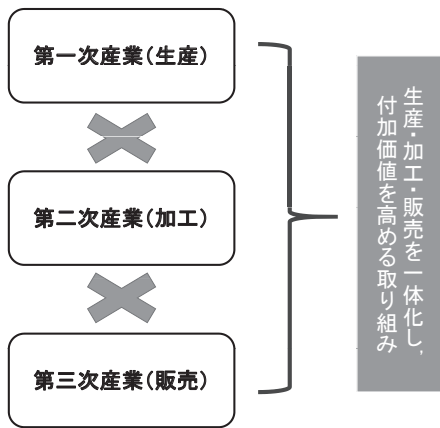 第一次産業(生産)
第二次産業(加工)
第三次産業(販売)
生産・加工・販売を一体化し,
付加価値を高める取り組み